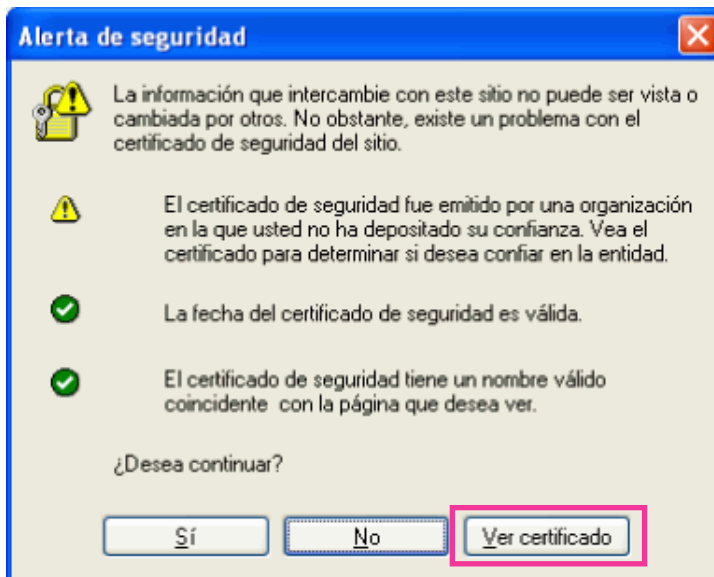 Alerta de seguridad
La información que intercambie con este sitio no puede ser vista o
cambiada por otros. No obstante, existe un problema con el
certificado de seguridad del sitio.
El certificado de seguridad fue emitido por una organización
en la que usted no ha depositado su confianza. Vea el
certificado para determinar si desea confiar en la entidad.
La fecha del certificado de seguridad es válida.
El certificado de seguridad tiene un nombre válido
coincidente con la página que desea ver.
¿Desea continuar?
Sí No Ver certificado